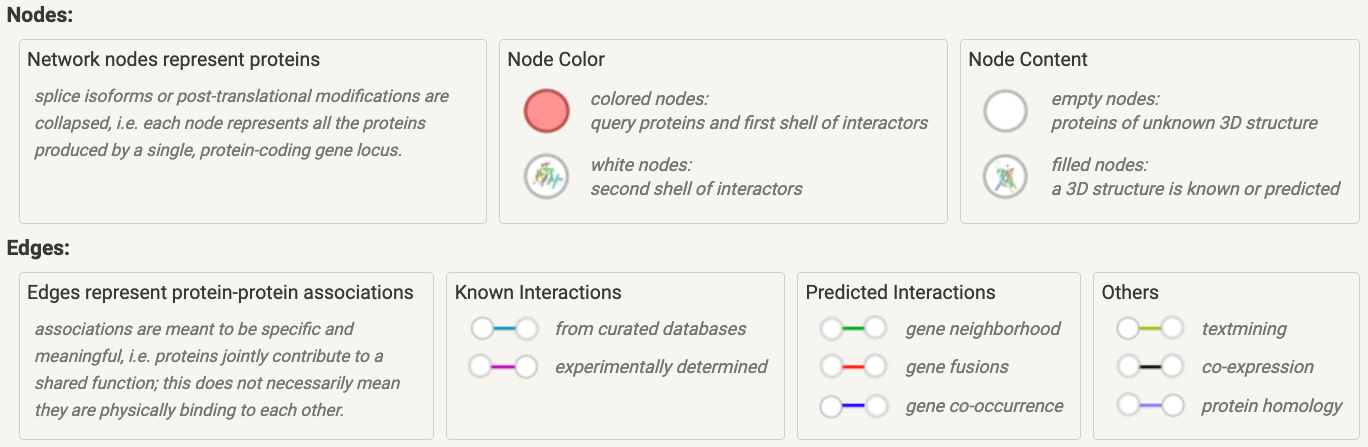 Nodes:
Network nodes represent proteins
splice isoforms or post-translational modifications are
collapsed, i.e. each node represents all the proteins
produced by a single, protein-coding gene locus.
Node Color
colored nodes:
query proteins and first shell of interactors
white nodes:
second shell of interactors
Node Content
empty nodes:
proteins of unknown 3D structure
filled nodes:
a 3D structure is known or predicted
Edges:
Edges represent protein-protein associations
associations are meant to be specific and
meaningful, i.e. proteins jointly contribute to a
shared function; this does not necessarily mean
they are physically binding to each other.
Known Interactions
from curated databases
experimentally determined
Predicted Interactions
gene neighborhood
gene fusions
gene co-occurrence
Others
textmining
co-expression
protein homology